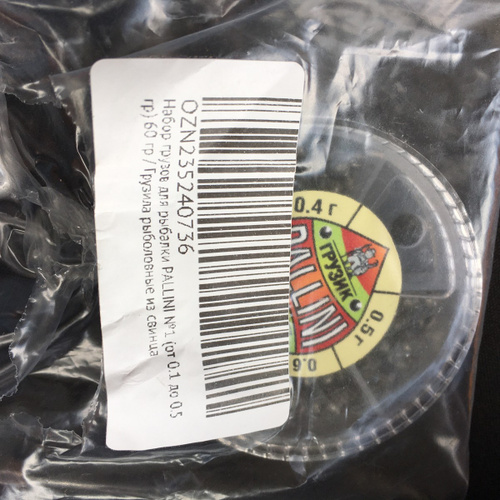 OZN235240736
Набор грузов для рыбалки PALLINI №1 (от 0.1 до 0.5
гр) 60 гр / Грузила рыболовные из свинца
0.4 г
ГРУЗИК
PALLINI
0.5г
0.6